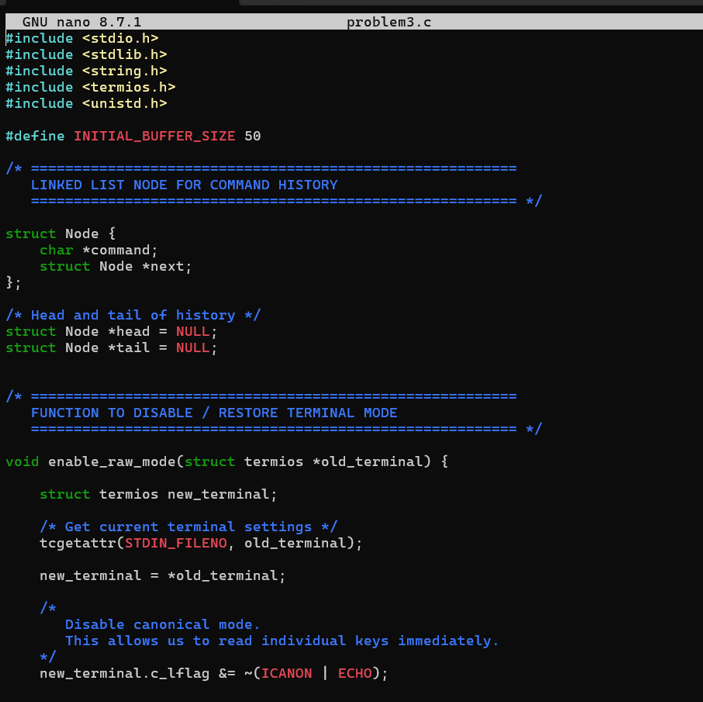 GNU nano 8.7.1 problem3.c
#include <stdio.h>
#include <stdlib.h>
#include <string.h>
#include <termios.h>
#include <unistd.h>
#define INITIAL_BUFFER_SIZE 50
/* =========================================================
LINKED LIST NODE FOR COMMAND HISTORY
========================================================= */
struct Node {
char *command;
struct Node *next;
};
/* Head and tail of history */
struct Node *head = NULL;
struct Node *tail = NULL;
/* =========================================================
FUNCTION TO DISABLE / RESTORE TERMINAL MODE
========================================================= */
void enable_raw_mode(struct termios *old_terminal) {
struct termios new_terminal;
/* Get current terminal settings */
tcgetattr(STDIN_FILENO, old_terminal);
new_terminal = *old_terminal;
/*
Disable canonical mode.
This allows us to read individual keys immediately.
*/
new_terminal.c_lflag &= ~(ICANON | ECHO);